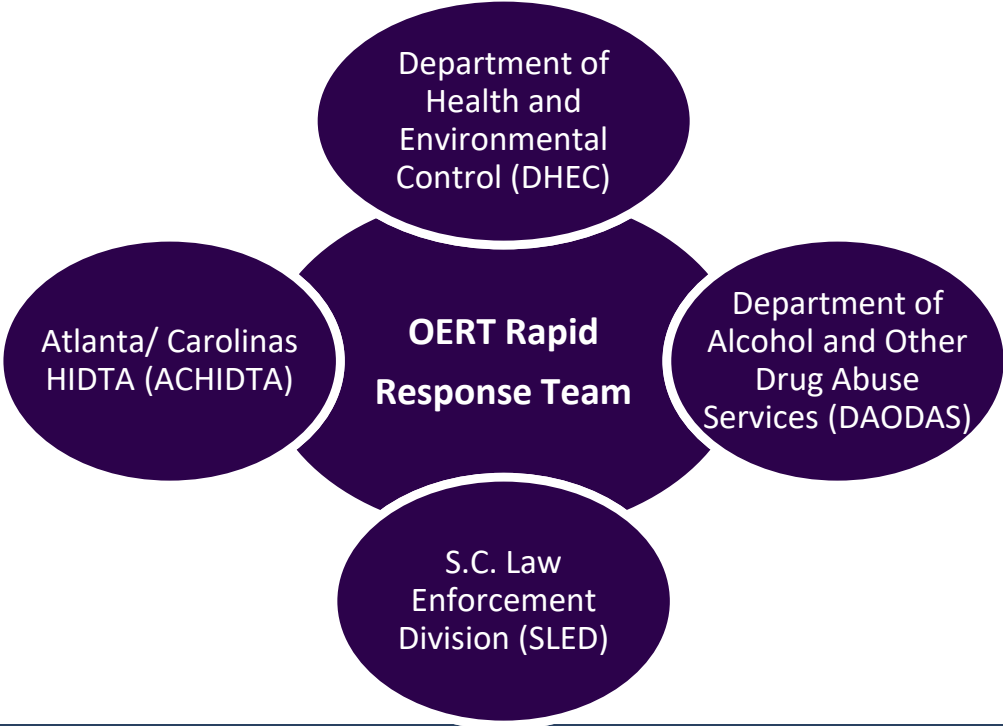 Department of
Health and
Environmental
Control (DHEC)
Atlanta/ Carolinas
HIDTA (ACHIDTA)
OERT Rapid
Response Team
Department of
Alcohol and Other
Drug Abuse
Services (DAODAS)
S.C. Law
Enforcement
Division (SLED)